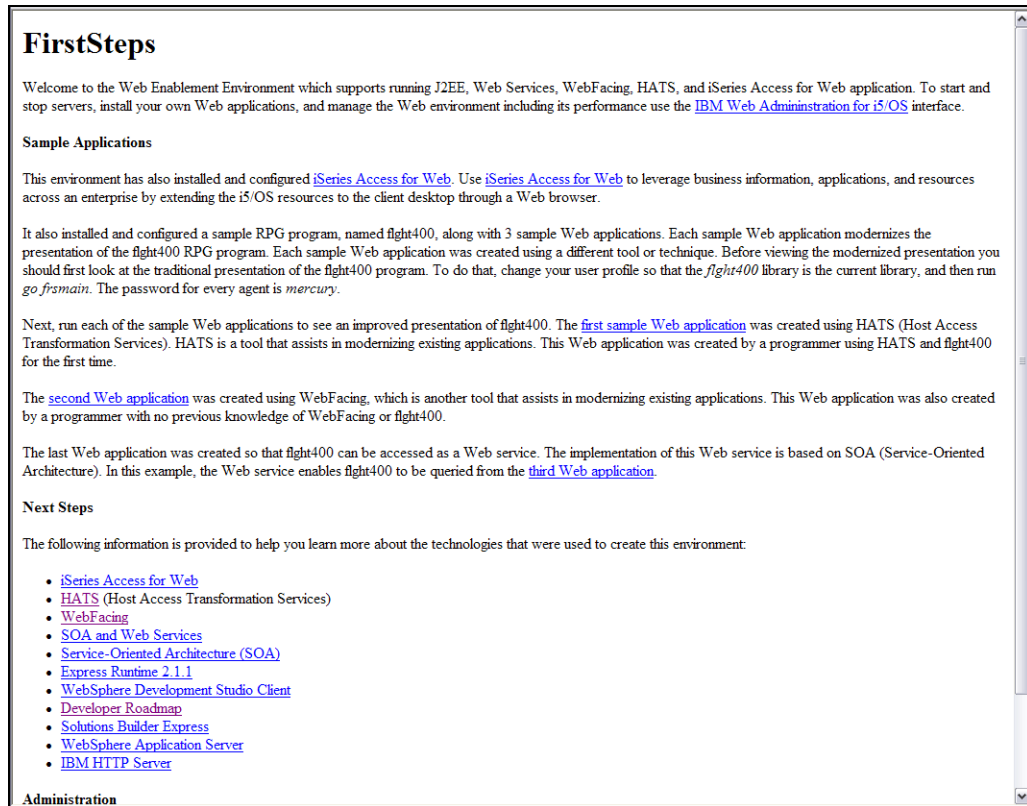 FirstSteps
Welcome to the Web Enablement Environment which supports running J2EE, Web Services, WebFacing, HATS, and iSeries Access for Web application. To start and
stop servers, install your own Web applications, and manage the Web environment including its performance use the IBM Web Admininstration for i5/OS interface.
Sample Applications
This environment has also installed and configured iSeries Access for Web. Use iSeries Access for Web to leverage business information, applications, and resources
across an enterprise by extending the i5/OS resources to the client desktop through a Web browser.
It also installed and configured a sample RPG program, named flght400, along with 3 sample Web applications. Each sample Web application modernizes the
presentation of the flght400 RPG program. Each sample Web application was created using a different tool or technique. Before viewing the modernized presentation you
should first look at the traditional presentation of the flght400 program. To do that, change your user profile so that the flght400 library is the current library, and then run
go frsmain. The password for every agent is mercury.
Next, run each of the sample Web applications to see an improved presentation of flght400. The first sample Web application was created using HATS (Host Access
Transformation Services). HATS is a tool that assists in modernizing existing applications. This Web application was created by a programmer using HATS and flght400
for the first time.
The second Web application was created using WebFacing, which is another tool that assists in modernizing existing applications. This Web application was also created
by a programmer with no previous knowledge of WebFacing or flght400.
The last Web application was created so that flght400 can be accessed as a Web service. The implementation of this Web service is based on SOA (Service-Oriented
Architecture). In this example, the Web service enables flght400 to be queried from the third Web application.
Next Steps
The following information is provided to help you learn more about the technologies that were used to create this environment:
• iSeries Access for Web
• HATS (Host Access Transformation Services)
• WebFacing
• SOA and Web Services
• Service-Oriented Architecture (SOA)
• Express Runtime 2.1.1
• WebSphere Development Studio Client
• Developer Roadmap
• Solutions Builder Express
• WebSphere Application Server
• IBM HTTP Server
Administration